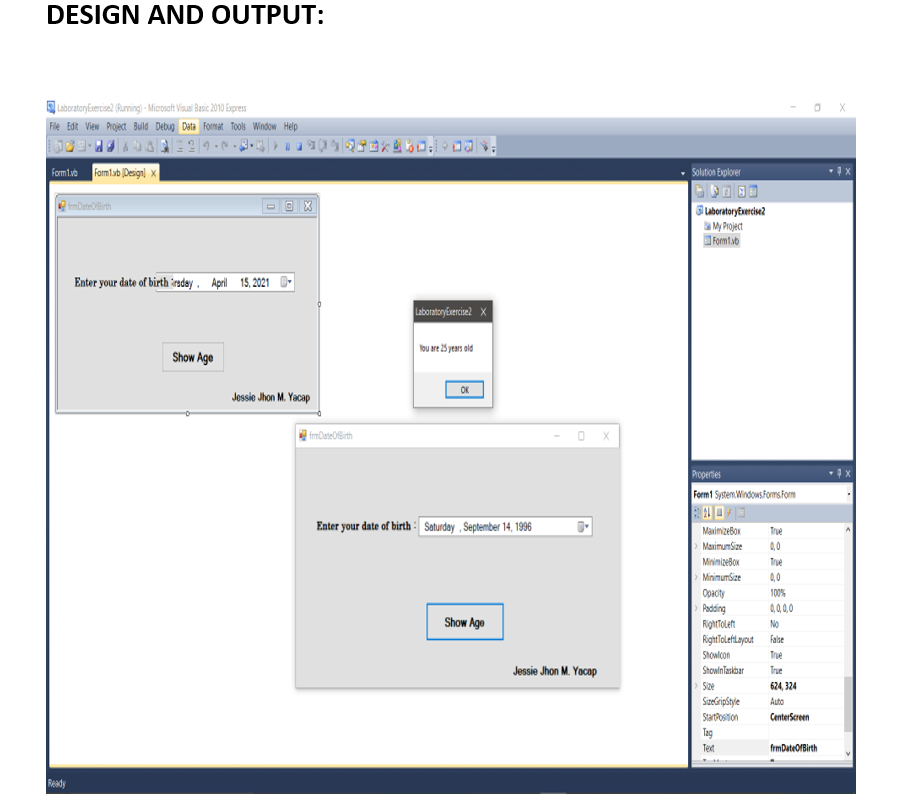 DESIGN AND OUTPUT:
LaboratoryExercise2 (Running) - Microsoft Visual Basic 2010 Express
File Edit View Project Build Debug Data Format Tools Window Help
Form1.vb Form1.vb [Design] X
Solution Explorer
LaboratoryExercise2
My Project
Form1.vb
frmDateOfBirth
Enter your date of birth : rsday , April 15, 2021
Show Age
Jessie Jhon M. Yacap
LaboratoryExercise2 X
You are 25 years old
OK
frmDateOfBirth
Enter your date of birth : Saturday , September 14, 1996
Show Age
Jessie Jhon M. Yacap
Properties
Form1 System.Windows.Forms.Form
MaximizeBox True
MaximumSize 0, 0
MinimizeBox True
MinimumSize 0, 0
Opacity 100%
Padding 0, 0, 0, 0
RightToLeft No
RightToLeftLayout False
ShowIcon True
ShowInTaskbar True
Size 624, 324
SizeGripStyle Auto
StartPosition CenterScreen
Tag
Text frmDateOfBirth
Ready